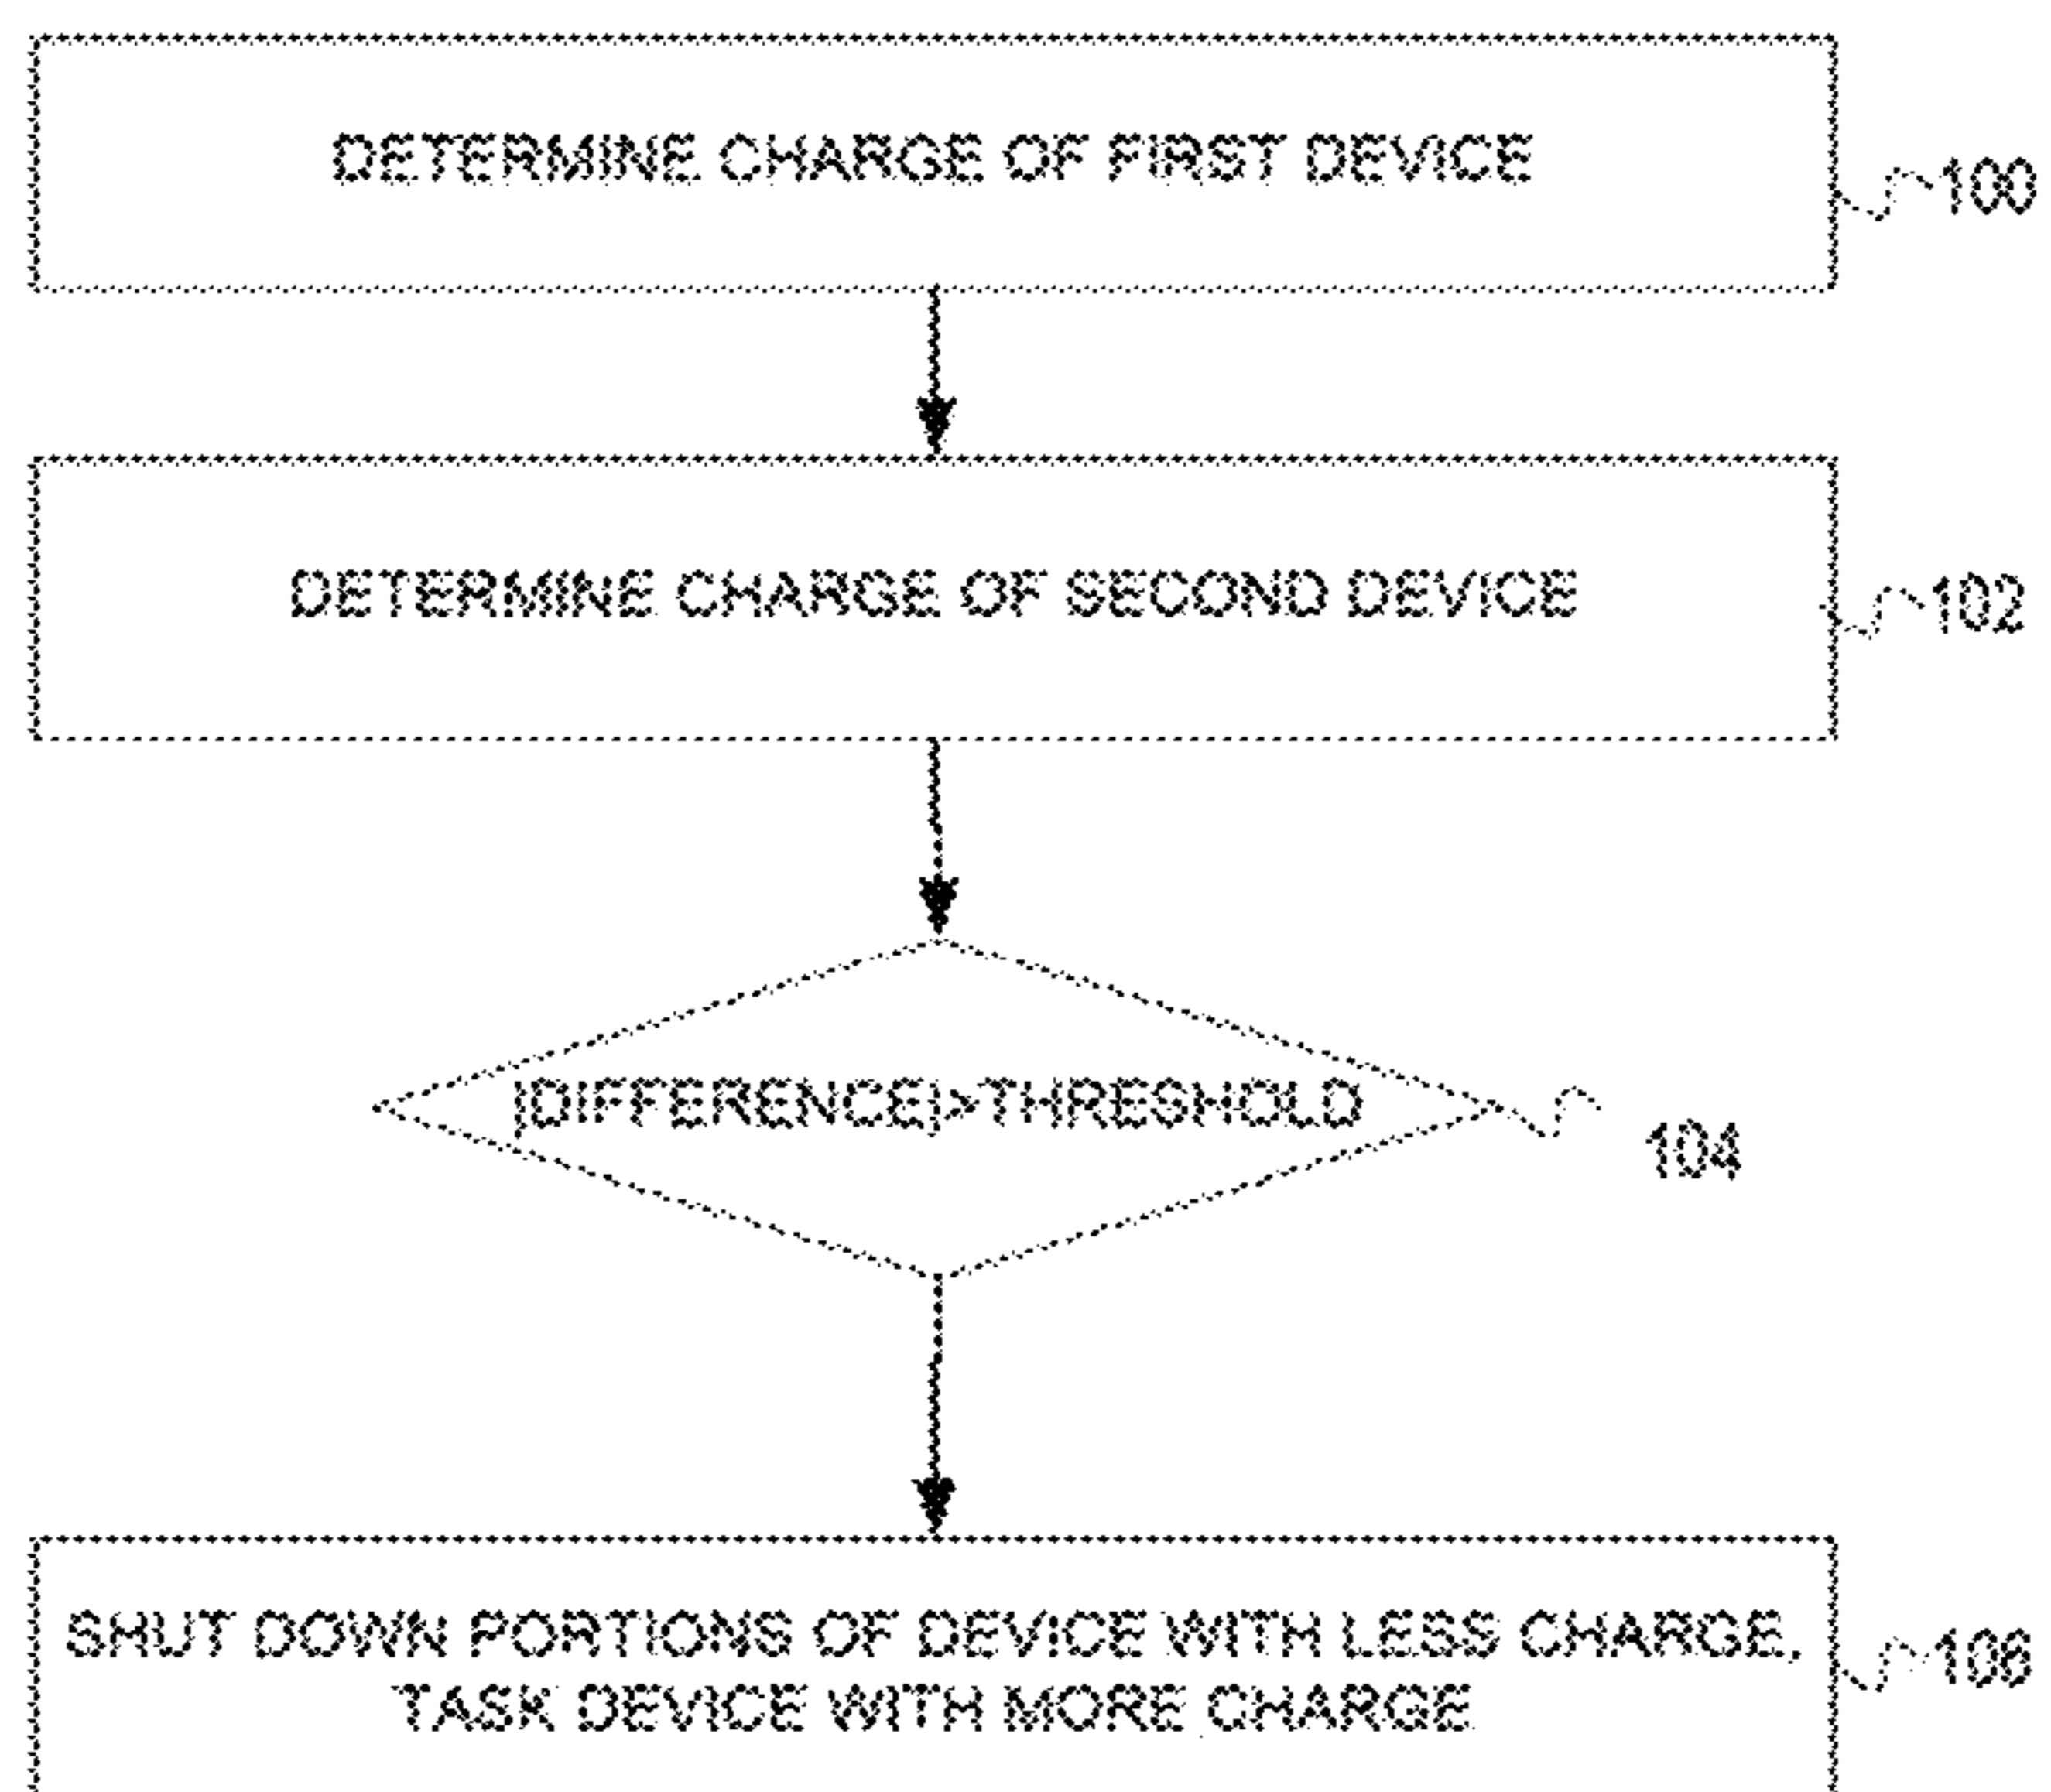 DETERMINE CHARGE OF FIRST DEVICE
100
DETERMINE CHARGE OF SECOND DEVICE
102
|DIFFERENCE|>THRESHOLD
104
SHUT DOWN PORTIONS OF DEVICE WITH LESS CHARGE,
TASK DEVICE WITH MORE CHARGE
106